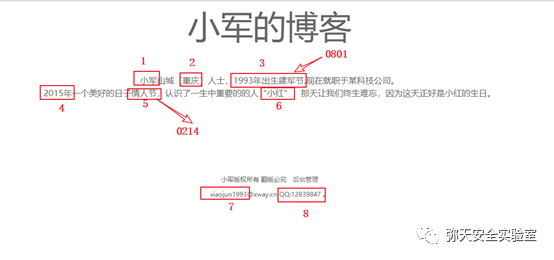 小军的博客
1 2 3 0801
小军山城 重庆 人士，1993年出生建军节,现在就职于某科技公司。
2015年一个美好的日子情人节，认识了一生中重要的的人 “小红” 那天让我们终生难忘，因为这天正好是小红的生日。
4 5 6
0214
小军版权所有 翻版必究 后台管理
xiaojun1993@xway.cn QQ:12839847 。
7 8
弥天安全实验室